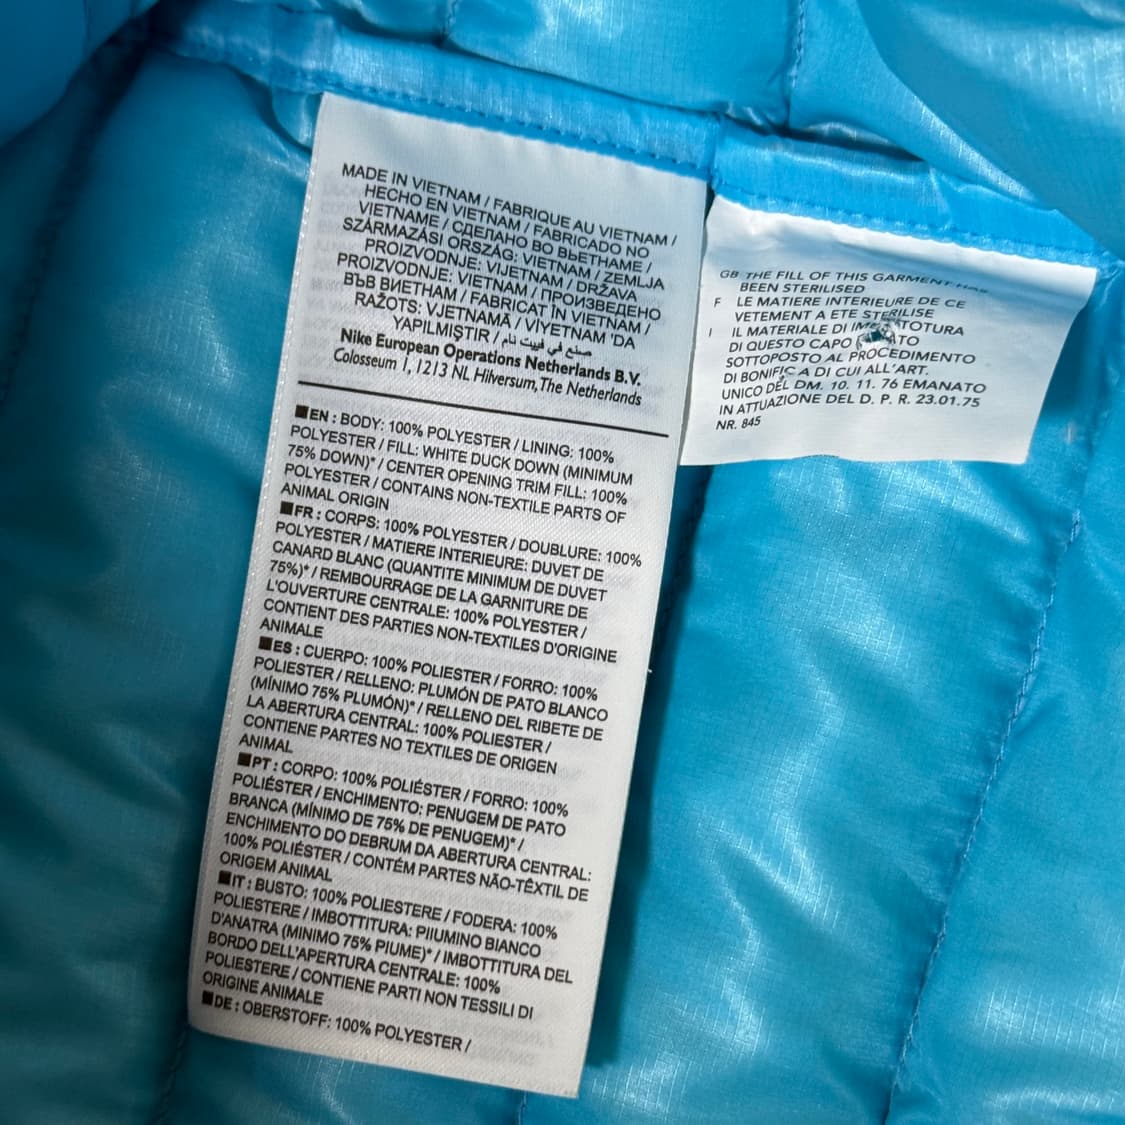 MADE IN VIETNAM / FABRIQUE AU VIETNAM /
HECHO EN VIETNAM / FABRICADO NO
VIETNAME / СДЕЛАНО ВО ВЬЕТНАМЕ /
SZÁRMAZÁSI ORSZÁG: VIETNAM / ZEMLJA
PROIZVODNJE: VIJETNAM / DRŽAVA
PROIZVODNJE: VIETNAM / ПРОИЗВЕДЕНО
ВЪВ ВИЕТНАМ / FABRICAT ÎN VIETNAM /
RAŽOTS: VJETNAMĀ / VİYETNAM 'DA
YAPILMIŞTIR / صنع في فييت نام
Nike European Operations Netherlands B.V.
Colosseum 1, 1213 NL Hilversum, The Netherlands
■EN : BODY: 100% POLYESTER / LINING: 100%
POLYESTER / FILL: WHITE DUCK DOWN (MINIMUM
75% DOWN)* / CENTER OPENING TRIM FILL: 100%
POLYESTER / CONTAINS NON-TEXTILE PARTS OF
ANIMAL ORIGIN
■FR : CORPS: 100% POLYESTER / DOUBLURE: 100%
POLYESTER / MATIERE INTERIEURE: DUVET DE
CANARD BLANC (QUANTITE MINIMUM DE DUVET
75%)* / REMBOURRAGE DE LA GARNITURE DE
L'OUVERTURE CENTRALE: 100% POLYESTER /
CONTIENT DES PARTIES NON-TEXTILES D'ORIGINE
ANIMALE
■ES : CUERPO: 100% POLIESTER / FORRO: 100%
POLIESTER / RELLENO: PLUMÓN DE PATO BLANCO
(MÍNIMO 75% PLUMÓN)* / RELLENO DEL RIBETE DE
LA ABERTURA CENTRAL: 100% POLIESTER /
CONTIENE PARTES NO TEXTILES DE ORIGEN
ANIMAL
■PT : CORPO: 100% POLIÉSTER / FORRO: 100%
POLIÉSTER / ENCHIMENTO: PENUGEM DE PATO
BRANCA (MÍNIMO DE 75% DE PENUGEM)* /
ENCHIMENTO DO DEBRUM DA ABERTURA CENTRAL:
100% POLIÉSTER / CONTÉM PARTES NÃO-TÊXTIL DE
ORIGEM ANIMAL
■IT : BUSTO: 100% POLIESTERE / FODERA: 100%
POLIESTERE / IMBOTTITURA: PIIUMINO BIANCO
D'ANATRA (MINIMO 75% PIUME)* / IMBOTTITURA DEL
BORDO DELL'APERTURA CENTRALE: 100%
POLIESTERE / CONTIENE PARTI NON TESSILI DI
ORIGINE ANIMALE
■DE : OBERSTOFF: 100% POLYESTER /
GB THE FILL OF THIS GARMENT HAS
BEEN STERILISED
F LE MATIERE INTERIEURE DE CE
VETEMENT A ETE STERILISE
I IL MATERIALE DI
DI QUESTO CAPO
SOTTOPOSTO AL PROCEDIMENTO
DI BONIFICA DI CUI ALL'ART.
UNICO DEL DM. 10. 11. 76 EMANATO
IN ATTUAZIONE DEL D. P. R. 23.01.75
NR. 845